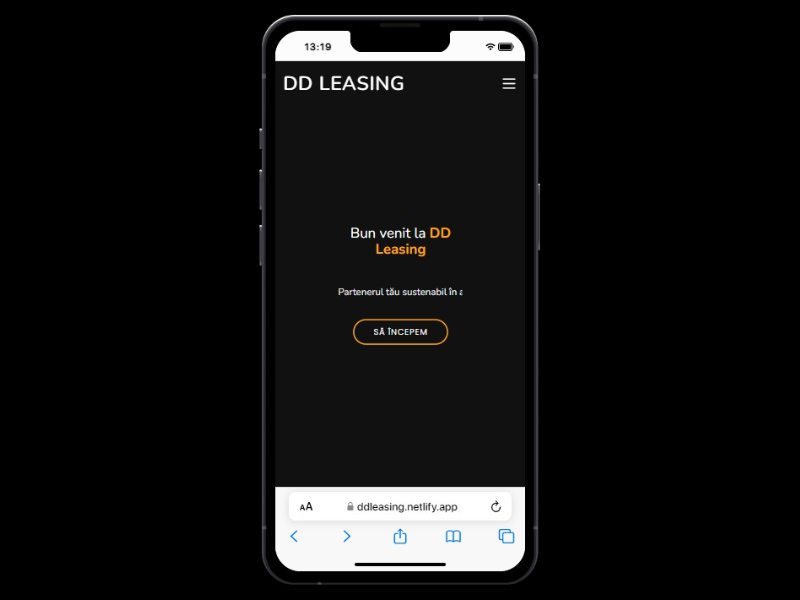 13:19
DD LEASING
Bun venit la DD
Leasing
Partenerul tău sustenabil în
SĂ ÎNCEPEM
AA
ddleasing.netlify.app